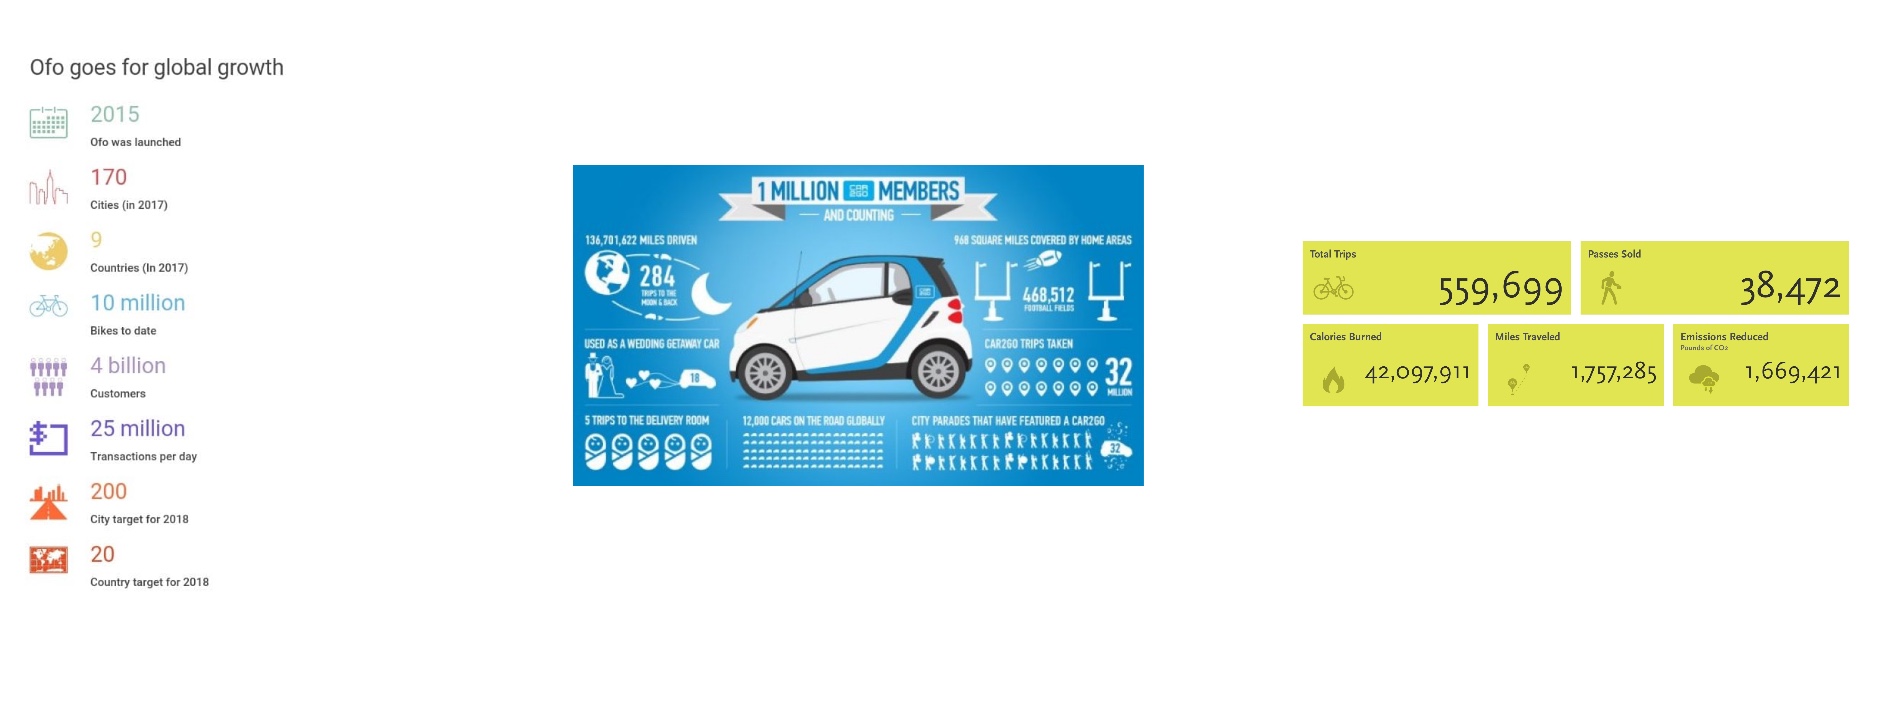 Ofo goes for global growth
2015
Ofo was launched
170
Cities (in 2017)
9
Countries (In 2017)
10 million
Bikes to date
4 billion
Customers
25 million
Transactions per day
200
City target for 2018
20
Country target for 2018
1 MILLION CAR2GO MEMBERS
AND COUNTING
136,701,622 MILES DRIVEN
284
TRIPS TO THE
MOON & BACK
968 SQUARE MILES COVERED BY HOME AREAS
468,512
FOOTBALL FIELDS
USED AS A WEDDING GETAWAY CAR
18
CAR2GO TRIPS TAKEN
32
MILLION
5 TRIPS TO THE DELIVERY ROOM
12,000 CARS ON THE ROAD GLOBALLY
CITY PARADES THAT HAVE FEATURED A CAR2GO
32
Total Trips
559,699
Passes Sold
38,472
Calories Burned
42,097,911
Miles Traveled
1,757,285
Emissions Reduced
Pounds of CO2
1,669,421